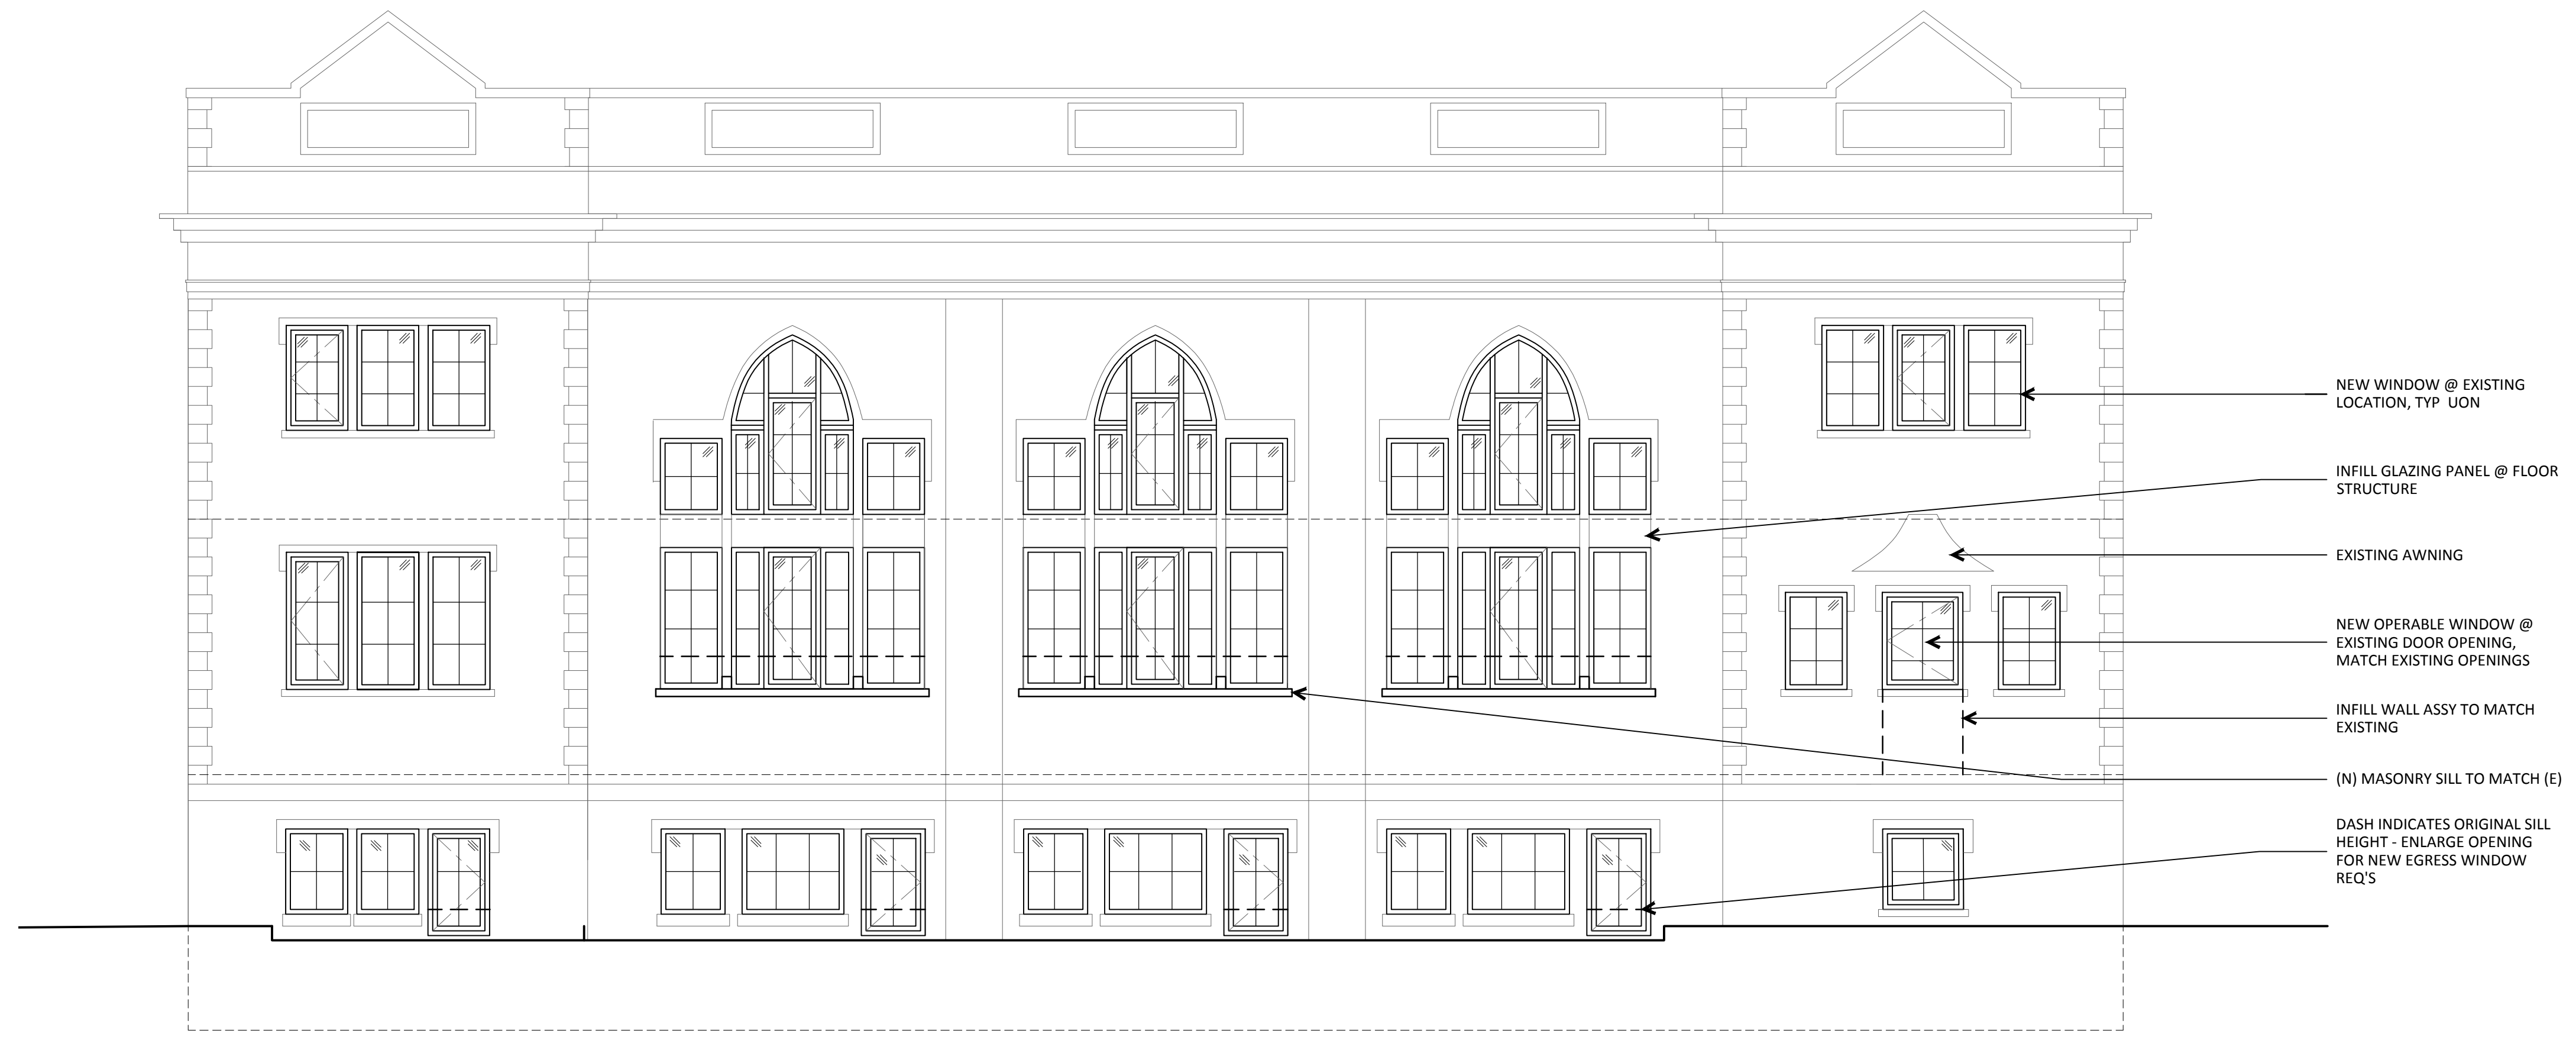 NEW WINDOW @ EXISTING
LOCATION, TYP  UON
INFILL GLAZING PANEL @ FLOOR
STRUCTURE
EXISTING AWNING
NEW OPERABLE WINDOW @
EXISTING DOOR OPENING,
MATCH EXISTING OPENINGS
INFILL WALL ASSY TO MATCH
EXISTING
(N) MASONRY SILL TO MATCH (E)
DASH INDICATES ORIGINAL SILL
HEIGHT - ENLARGE OPENING
FOR NEW EGRESS WINDOW
REQ'S